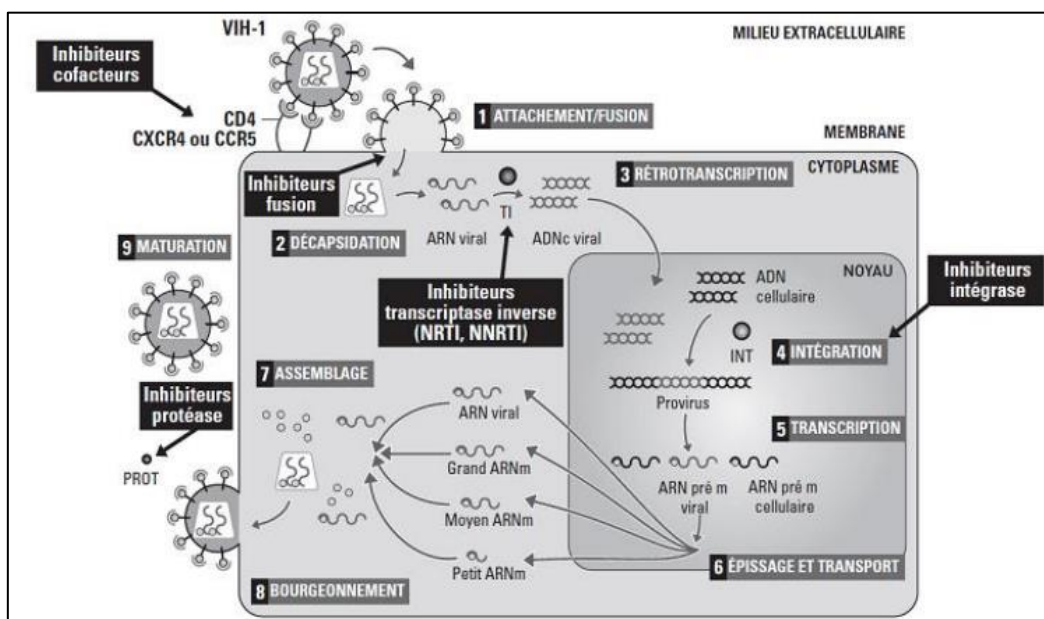 VIH-1
MILIEU EXTRACELLULAIRE
Inhibiteurs
cofacteurs
CD4
CXCR4 ou CCR5
1 ATTACHEMENT/FUSION
MEMBRANE
CYTOPLASME
Inhibiteurs
fusion
3 RÉTROTRANSCRIPTION
TI
2 DÉCAPSIDATION
ARN viral
ADNc viral
9 MATURATION
NOYAU
Inhibiteurs
intégrase
ADN
cellulaire
Inhibiteurs
transcriptase inverse
(NRTI, NNRTI)
INT
4 INTÉGRATION
7 ASSEMBLAGE
Provirus
Inhibiteurs
protéase
ARN viral
5 TRANSCRIPTION
PROT
Grand ARNm
ARN pré m
viral
ARN pré m
cellulaire
Moyen ARNm
Petit ARNm
6 ÉPISSAGE ET TRANSPORT
8 BOURGEONNEMENT